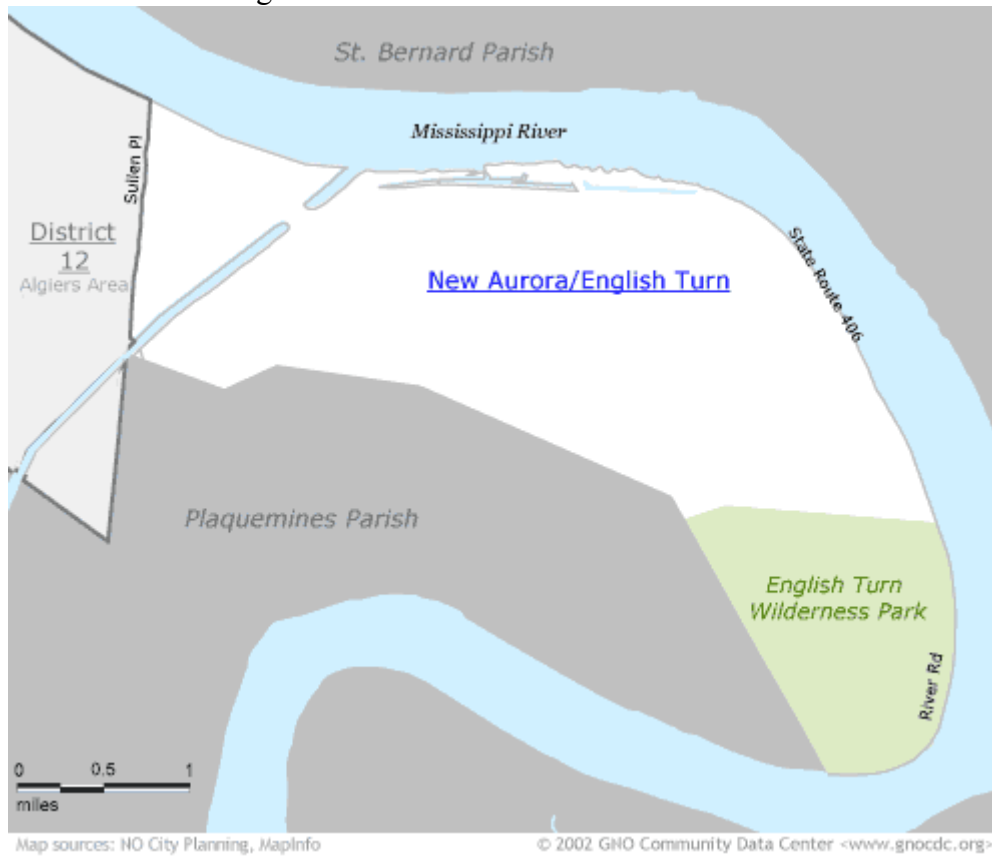 St. Bernard Parish
Mississippi River
Sullen Pl
District
12
Algiers Area
State Route 406
New Aurora/English Turn
Plaquemines Parish
English Turn
Wilderness Park
River Rd
0 0.5 1
miles
Map sources: NO City Planning, MapInfo
© 2002 GNO Community Data Center <www.gnocdc.org>